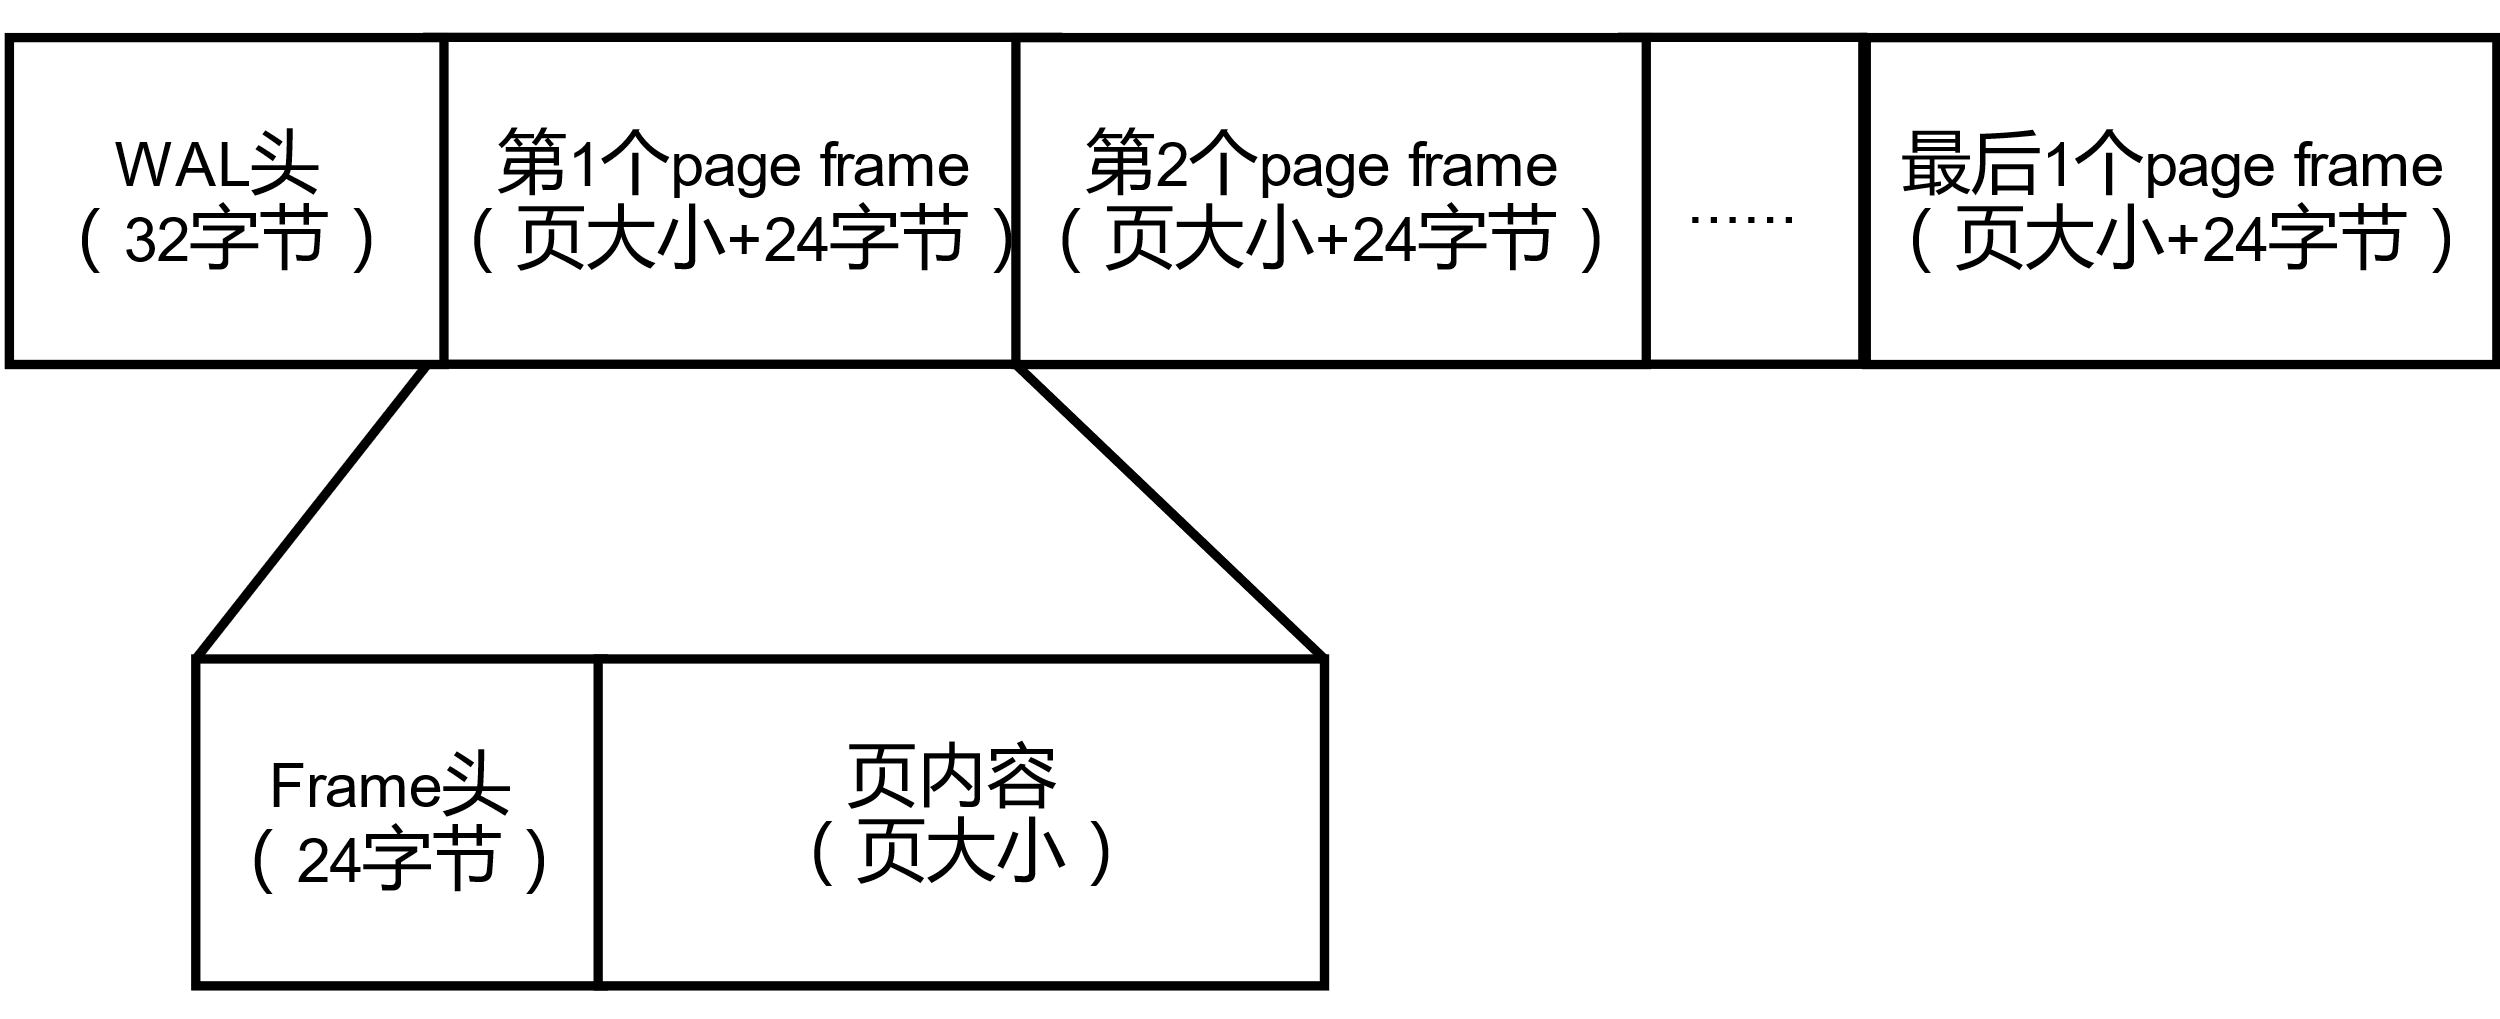 WAL头
（32字节）
第1个page frame
（页大小+24字节）
第2个page frame
（页大小+24字节）
......
最后1个page frame
（页大小+24字节）
Frame头
（24字节）
页内容
（页大小）